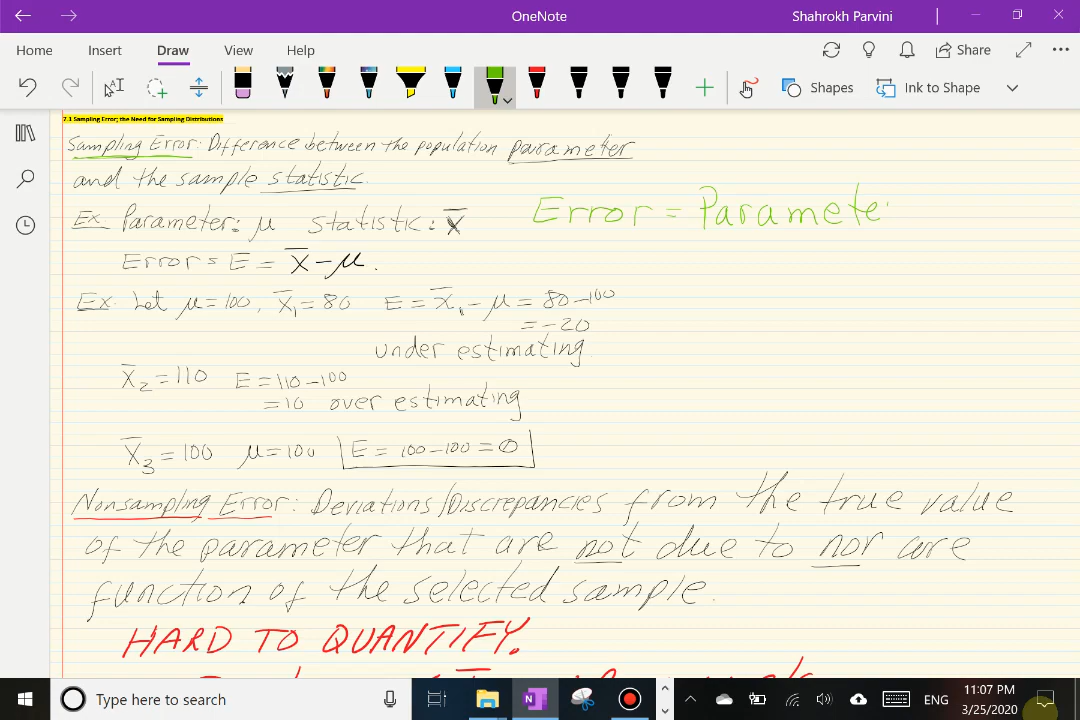 OneNote
Shahrokh Parvini
Home Insert Draw View Help
Share
Shapes
Ink to Shape
7.1 Sampling Error; the Need for Sampling Distributions
Sampling Error: Difference between the population parameter
and the sample statistic.
Error = Paramete
Ex Parameter: μ statistic: x̄
Error = E = x̄ - μ.
Ex: Let μ = 100, x̄₁ = 80 E = x̄₁ - μ = 80 - 100
= -20
under estimating
x̄₂ = 110 E = 110 - 100
= 10 over estimating
x̄₃ = 100 μ = 100 E = 100 - 100 = 0
Nonsampling Error: Deviations/Discrepancies from the true value
of the parameter that are not due to nor are
function of the selected sample.
HARD TO QUANTIFY.
Type here to search
ENG
11:07 PM
3/25/2020